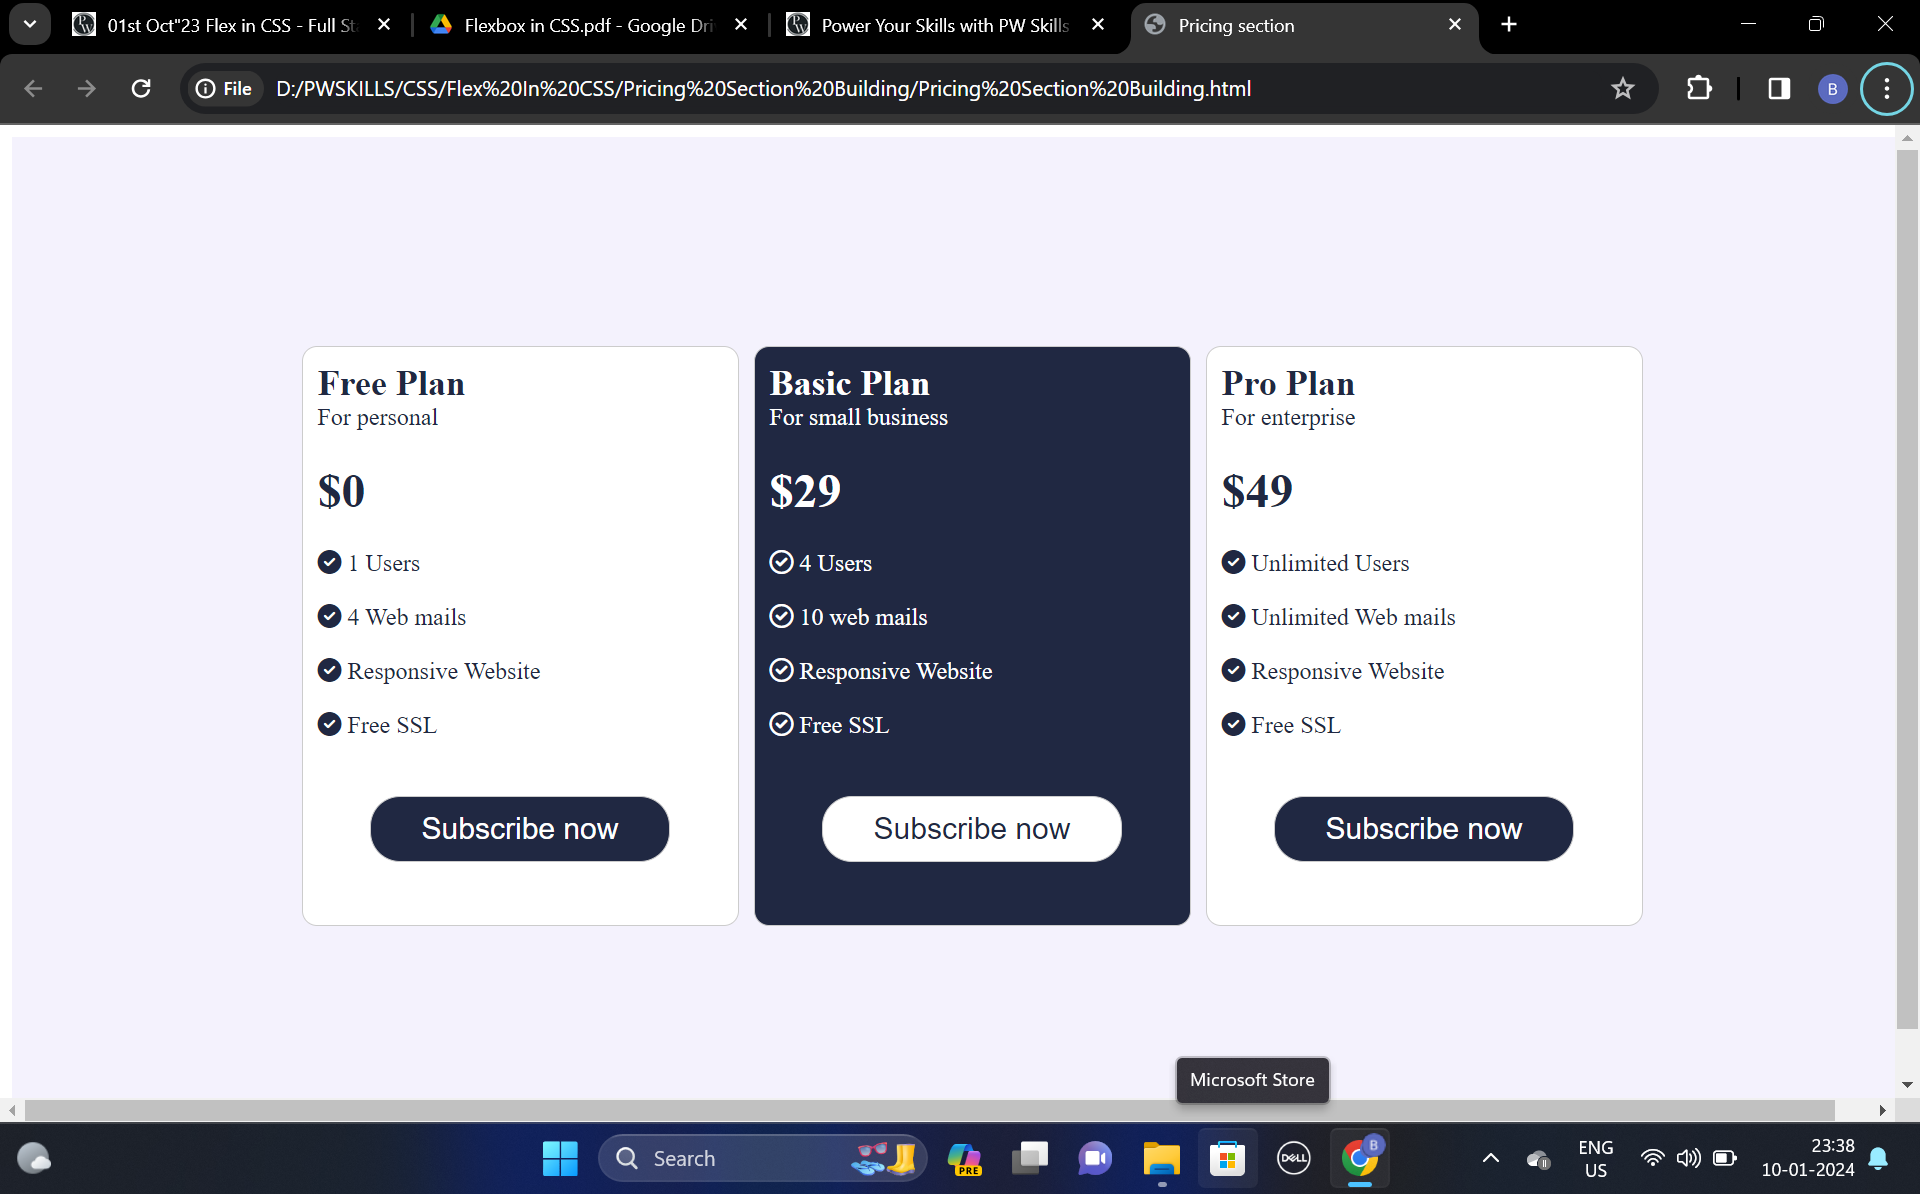 01st Oct"23 Flex in CSS - Full St
Flexbox in CSS.pdf - Google Dri
Power Your Skills with PW Skills
Pricing section
File
D:/PWSKILLS/CSS/Flex%20In%20CSS/Pricing%20Section%20Building/Pricing%20Section%20Building.html
B
Free Plan
For personal
$0
1 Users
4 Web mails
Responsive Website
Free SSL
Subscribe now
Basic Plan
For small business
$29
4 Users
10 web mails
Responsive Website
Free SSL
Subscribe now
Pro Plan
For enterprise
$49
Unlimited Users
Unlimited Web mails
Responsive Website
Free SSL
Subscribe now
Microsoft Store
Search
PRE
DELL
B
ENG
US
23:38
10-01-2024